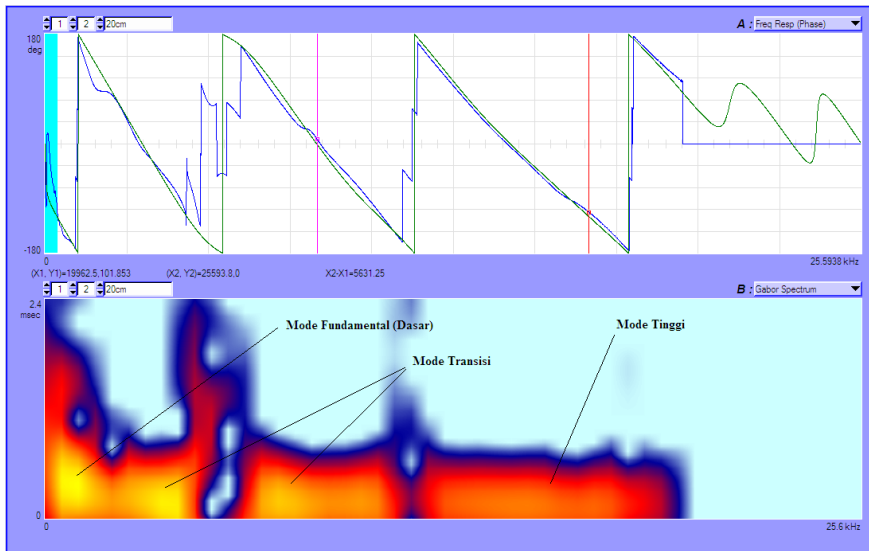 1 2 20cm A : Freq Resp (Phase)
180
deg
-180
0 25.5938 kHz
(X1, Y1)=19962.5,101.853 (X2, Y2)=25593.8,0 X2-X1=5631.25
1 2 20cm B : Gabor Spectrum
2.4
msec
Mode Fundamental (Dasar)
Mode Tinggi
Mode Transisi
0
0 25.6 kHz